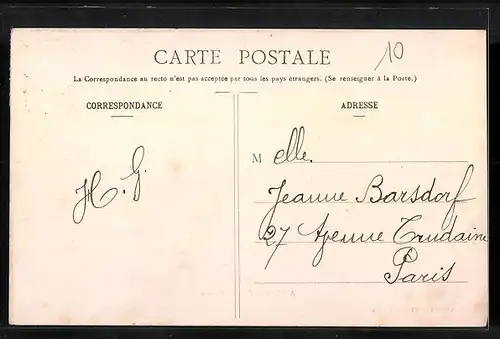 10
CARTE POSTALE
La Correspondance au recto n'est pas acceptée par tous les pays étrangers. (Se renseigner à la Poste.)
CORRESPONDANCE
ADRESSE
H. G.
Melle.
Jeanne Barsdorf
27 Avenue Trudaine
Paris